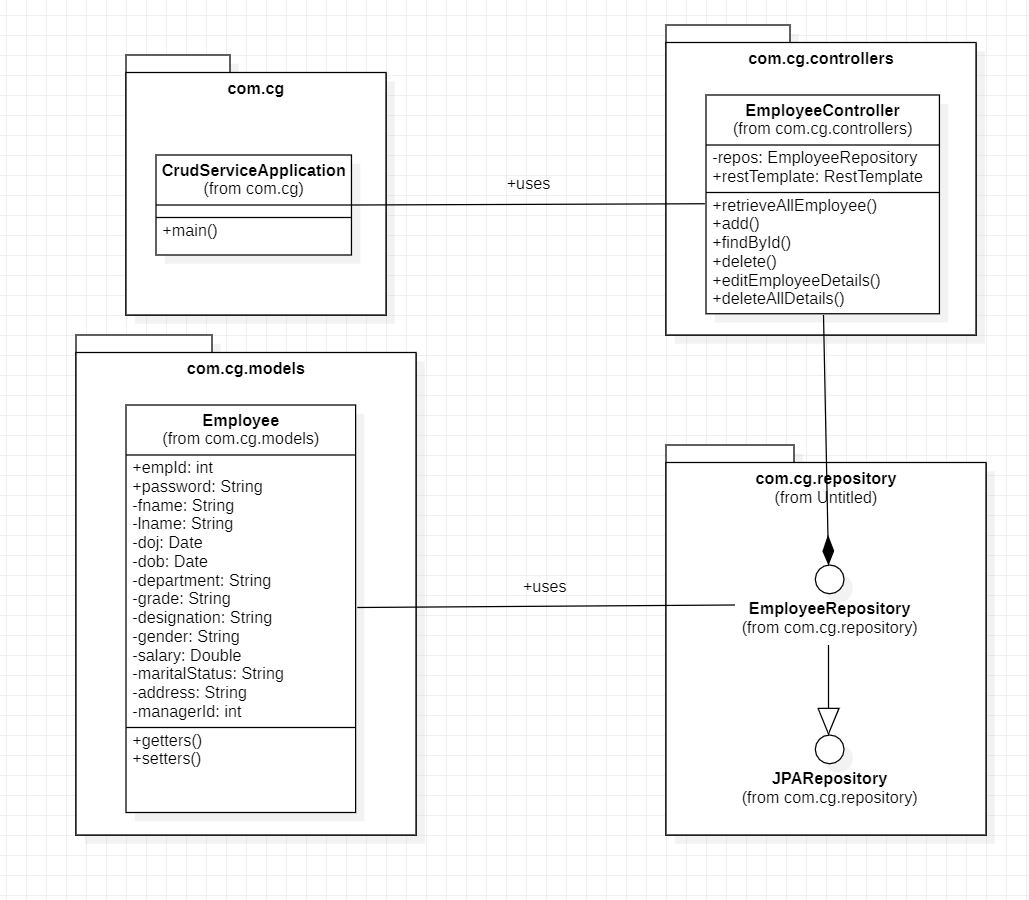 com.cg
CrudServiceApplication
(from com.cg)
+main()
+uses
com.cg.controllers
EmployeeController
(from com.cg.controllers)
-repos: EmployeeRepository
+restTemplate: RestTemplate
+retrieveAllEmployee()
+add()
+findById()
+delete()
+editEmployeeDetails()
+deleteAllDetails()
com.cg.models
Employee
(from com.cg.models)
+empId: int
+password: String
-fname: String
-lname: String
-doj: Date
-dob: Date
-department: String
-grade: String
-designation: String
-gender: String
-salary: Double
-maritalStatus: String
-address: String
-managerId: int
+getters()
+setters()
+uses
com.cg.repository
(from Untitled)
EmployeeRepository
(from com.cg.repository)
JPARepository
(from com.cg.repository)